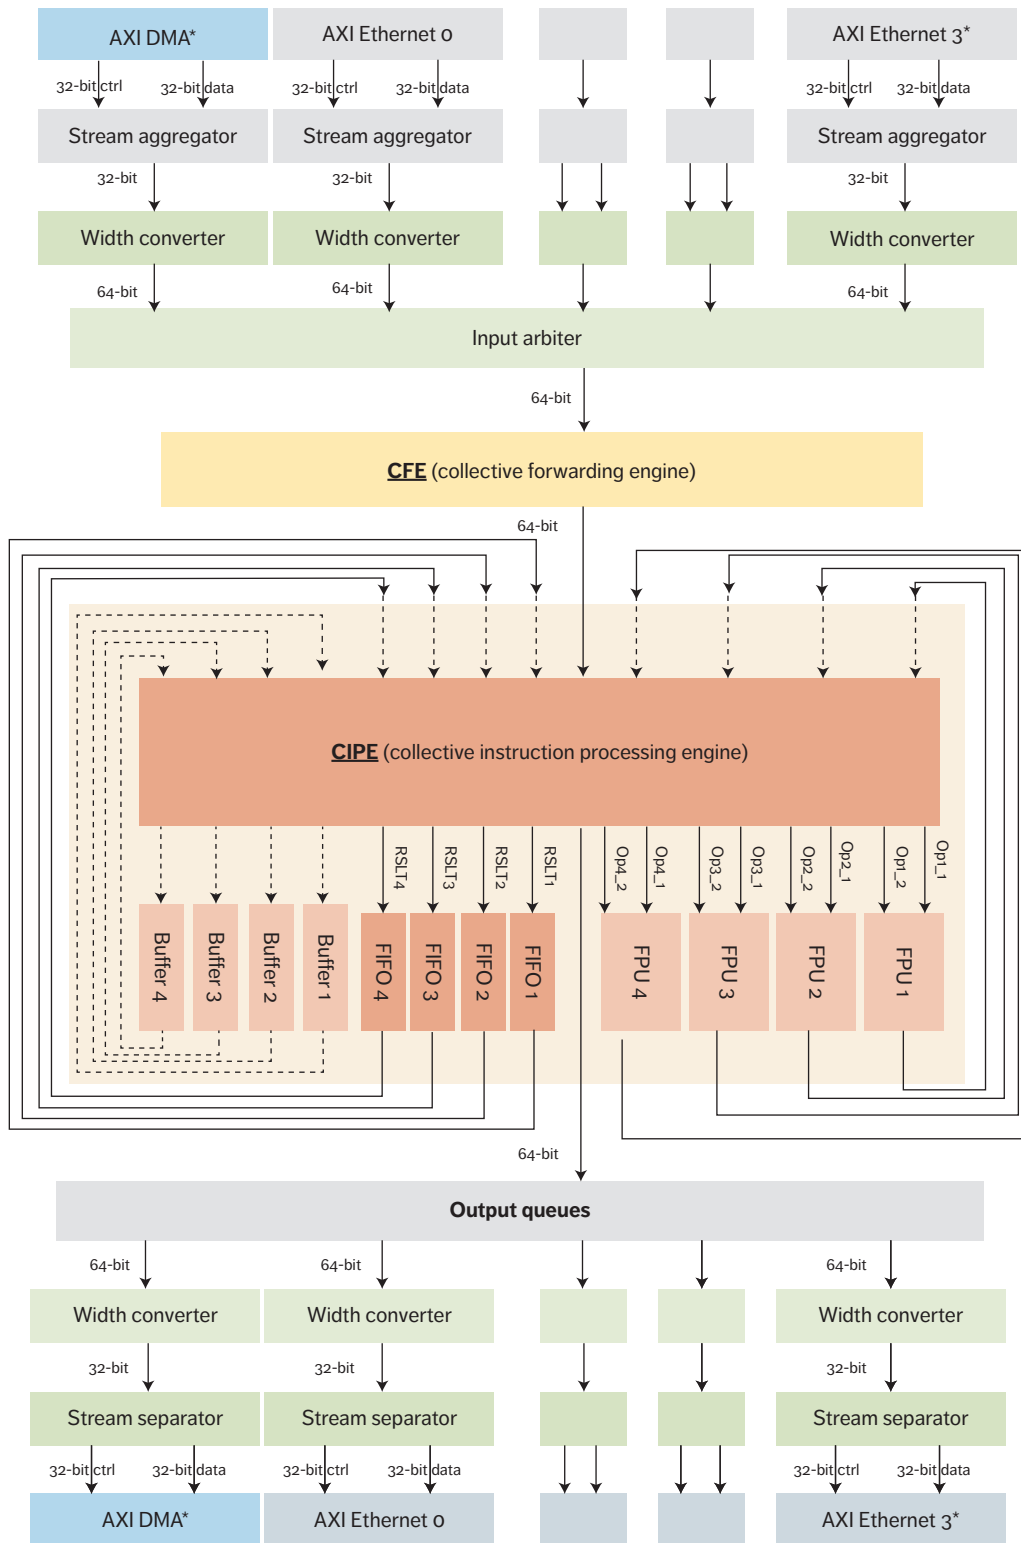 AXI DMA*
AXI Ethernet 0
AXI Ethernet 3*
32-bit ctrl
32-bit data
32-bit ctrl
32-bit data
32-bit ctrl
32-bit data
Stream aggregator
Stream aggregator
Stream aggregator
32-bit
32-bit
32-bit
Width converter
Width converter
Width converter
64-bit
64-bit
64-bit
Input arbiter
64-bit
CFE (collective forwarding engine)
64-bit
CIPE (collective instruction processing engine)
RSLT4
RSLT3
RSLT2
RSLT1
Op4_2
Op4_1
Op3_2
Op3_1
Op2_2
Op2_1
Op1_2
Op1_1
Buffer 4
Buffer 3
Buffer 2
Buffer 1
FIFO 4
FIFO 3
FIFO 2
FIFO 1
FPU 4
FPU 3
FPU 2
FPU 1
64-bit
Output queues
64-bit
64-bit
64-bit
Width converter
Width converter
Width converter
32-bit
32-bit
32-bit
Stream separator
Stream separator
Stream separator
32-bit ctrl
32-bit data
32-bit ctrl
32-bit data
32-bit ctrl
32-bit data
AXI DMA*
AXI Ethernet 0
AXI Ethernet 3*